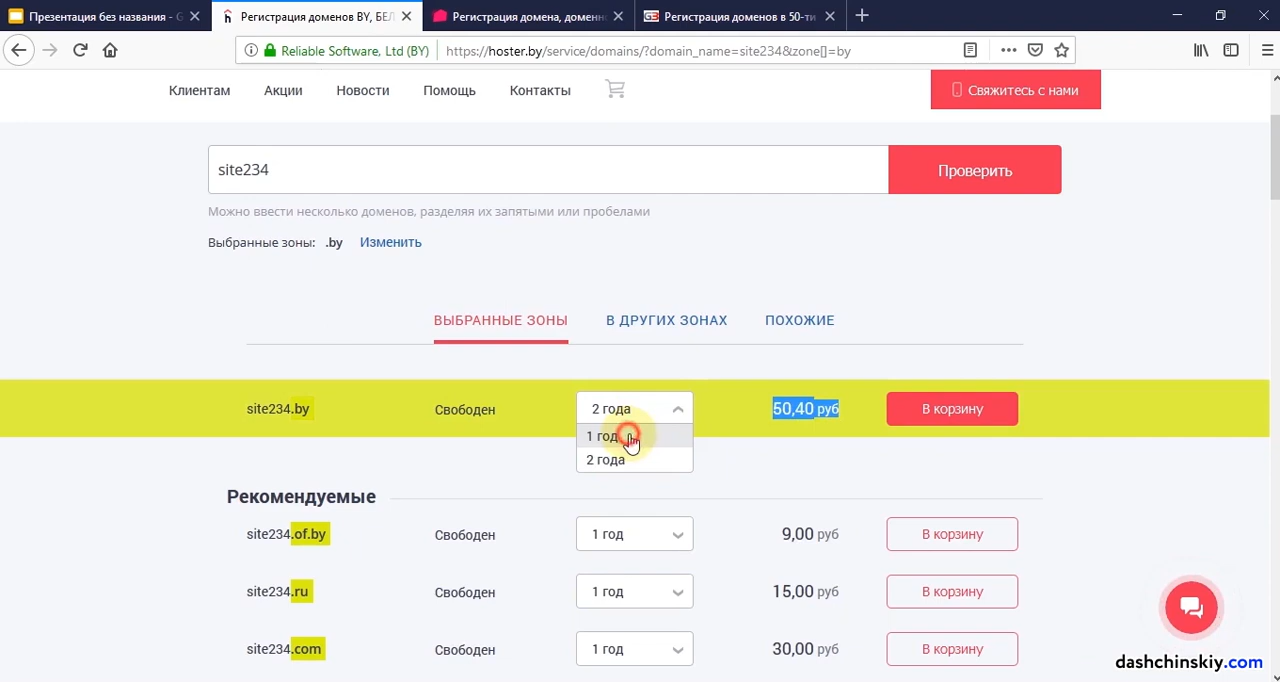 Презентация без названия - G
Регистрация доменов BY, БЕЛ
Регистрация домена, доменн
Регистрация доменов в 50-ти
Reliable Software, Ltd (BY)
https://hoster.by/service/domains/?domain_name=site234&zone[]=by
Клиентам
Акции
Новости
Помощь
Контакты
Свяжитесь с нами
site234
Проверить
Можно ввести несколько доменов, разделяя их запятыми или пробелами
Выбранные зоны: .by Изменить
ВЫБРАННЫЕ ЗОНЫ
В ДРУГИХ ЗОНАХ
ПОХОЖИЕ
site234.by
Свободен
2 года
50,40 руб
В корзину
1 год
2 года
Рекомендуемые
site234.of.by
Свободен
1 год
9,00 руб
В корзину
site234.ru
Свободен
1 год
15,00 руб
В корзину
site234.com
Свободен
1 год
30,00 руб
В корзину
dashchinskiy.com